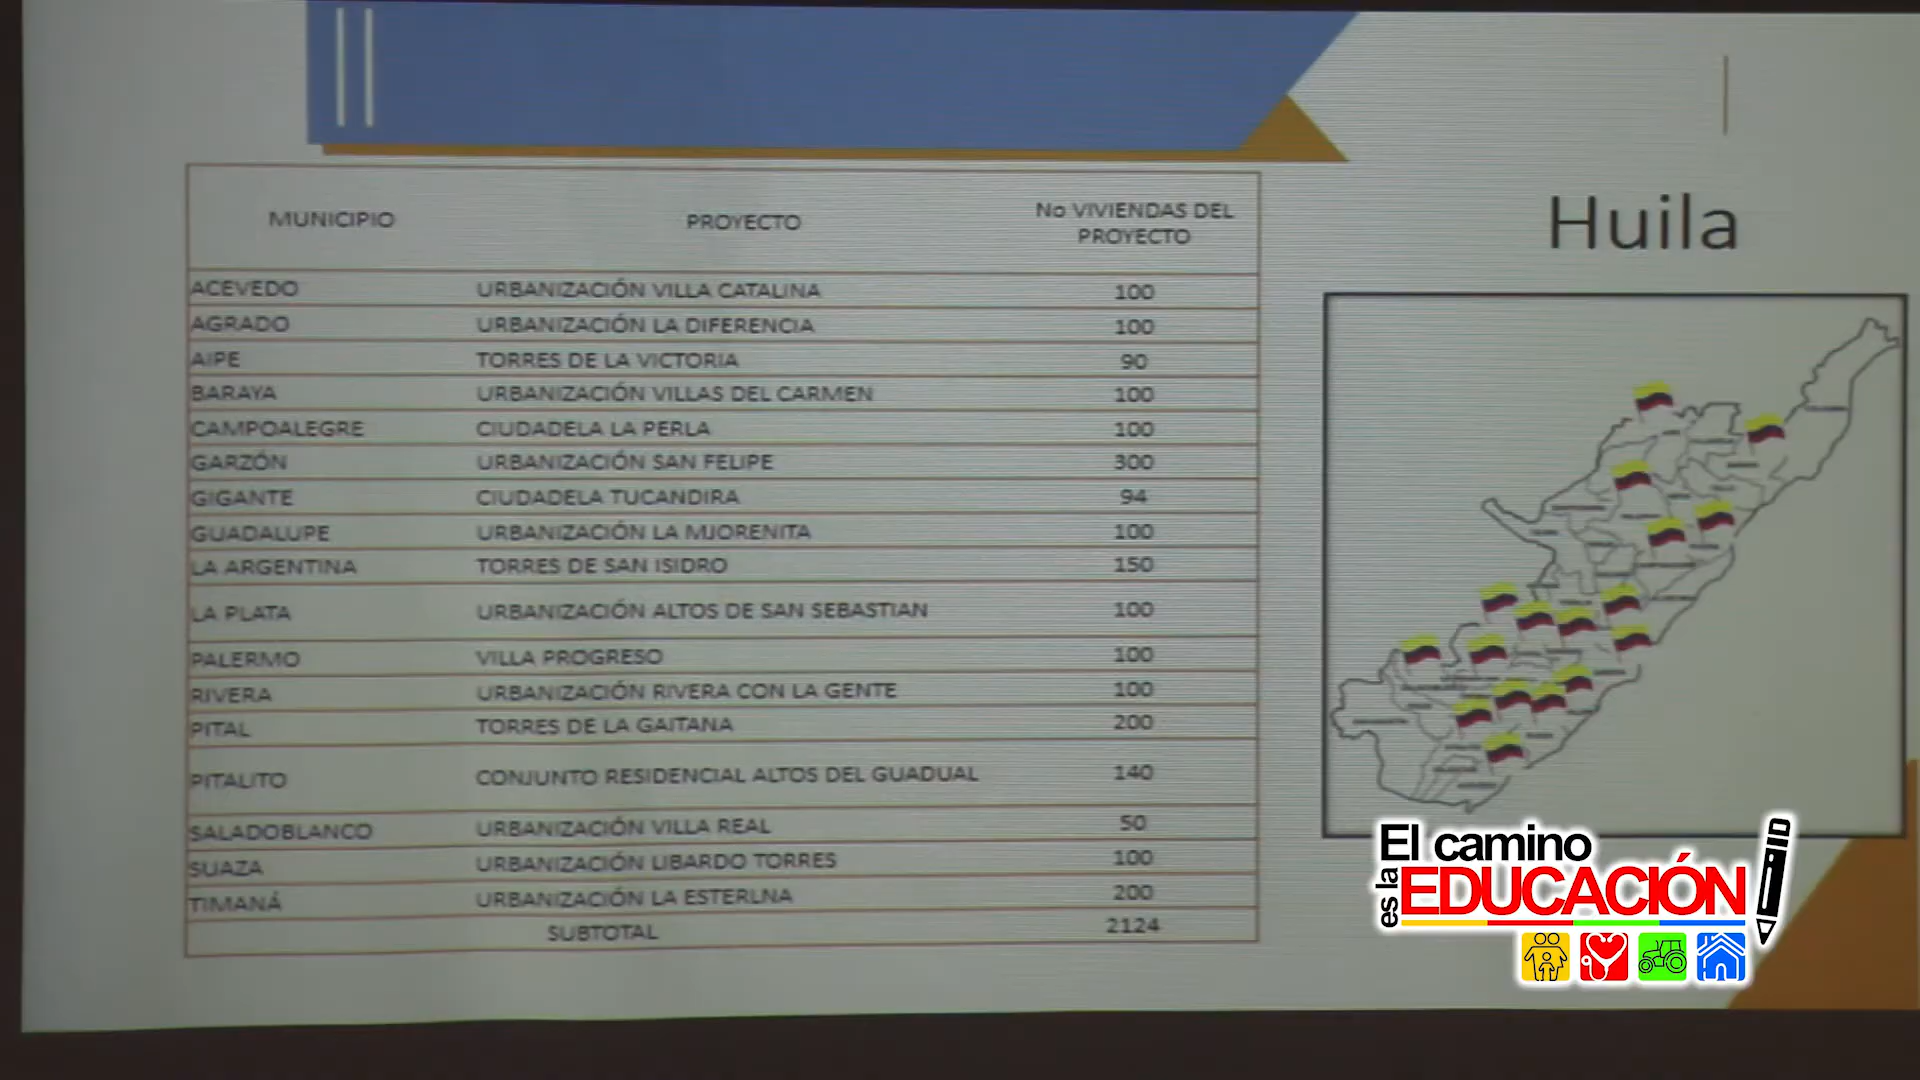 Huila
MUNICIPIO PROYECTO No VIVIENDAS DEL PROYECTO
ACEVEDO URBANIZACIÓN VILLA CATALINA 100
AGRADO URBANIZACIÓN LA DIFERENCIA 100
AIPE TORRES DE LA VICTORIA 90
BARAYA URBANIZACIÓN VILLAS DEL CARMEN 100
CAMPOALEGRE CIUDADELA LA PERLA 100
GARZÓN URBANIZACIÓN SAN FELIPE 300
GIGANTE CIUDADELA TUCANDIRA 94
GUADALUPE URBANIZACIÓN LA MJORENITA 100
LA ARGENTINA TORRES DE SAN ISIDRO 150
LA PLATA URBANIZACIÓN ALTOS DE SAN SEBASTIAN 100
PALERMO VILLA PROGRESO 100
RIVERA URBANIZACIÓN RIVERA CON LA GENTE 100
PITAL TORRES DE LA GAITANA 200
PITALITO CONJUNTO RESIDENCIAL ALTOS DEL GUADUAL 140
SALADOBLANCO URBANIZACIÓN VILLA REAL 50
SUAZA URBANIZACIÓN LIBARDO TORRES 100
TIMANÁ URBANIZACIÓN LA ESTERLNA 200
SUBTOTAL 2124
El camino
es la
EDUCACIÓN